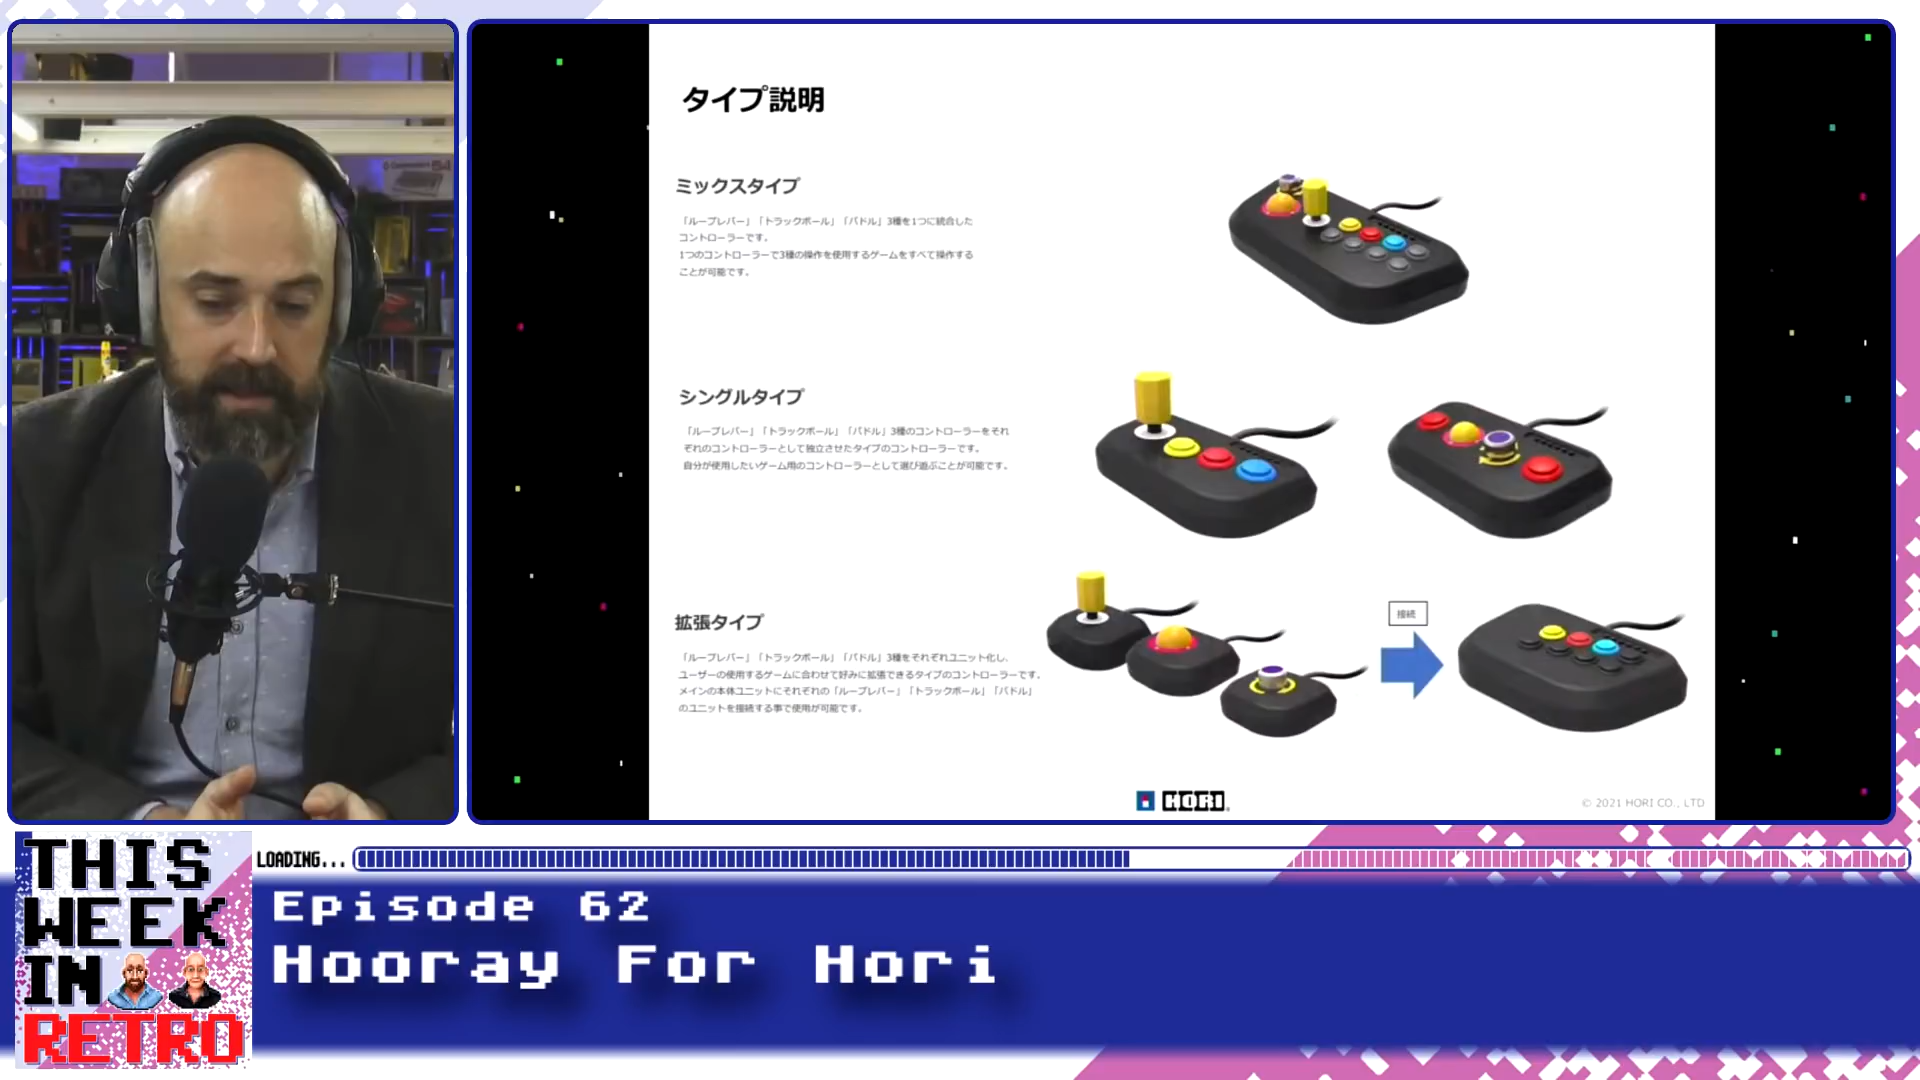 タイプ説明
ミックスタイプ
「ループレバー」「トラックボール」「パドル」3種を1つに統合した
コントローラーです。
1つのコントローラーで3種の操作を使用するゲームをすべて操作する
ことが可能です。
シングルタイプ
「ループレバー」「トラックボール」「パドル」3種のコントローラーをそれ
ぞれのコントローラーとして独立させたタイプのコントローラーです。
自分が使用したいゲーム用のコントローラーとして選び遊ぶことが可能です。
拡張タイプ
「ループレバー」「トラックボール」「パドル」3種をそれぞれユニット化し、
ユーザーの使用するゲームに合わせて好みに拡張できるタイプのコントローラーです。
メインの本体ユニットにそれぞれの「ループレバー」「トラックボール」「パドル」
のユニットを接続する事で使用が可能です。
接続
HORI
© 2021 HORI CO., LTD
THIS
WEEK
IN
RETRO
LOADING...
Episode 62
Hooray For Hori